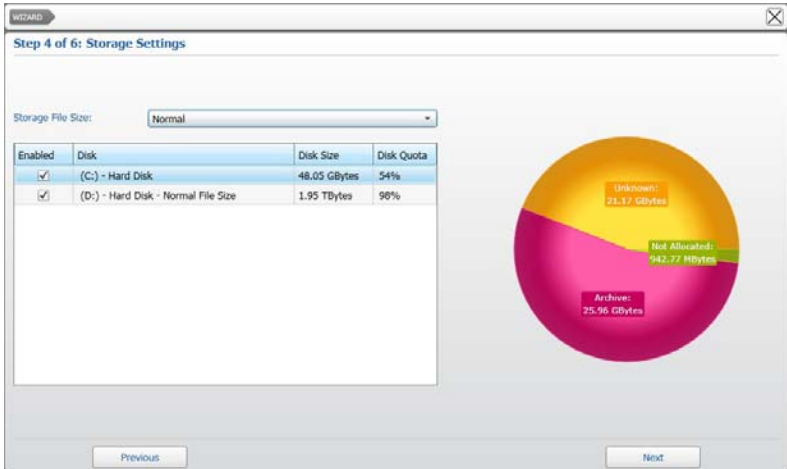 WIZARD
Step 4 of 6: Storage Settings
Storage File Size: Normal
Enabled Disk Disk Size Disk Quota
(C:) - Hard Disk 48.05 GBytes 54%
(D:) - Hard Disk - Normal File Size 1.95 TBytes 98%
Unknown:
21.17 GBytes
Not Allocated:
942.77 MBytes
Archive:
25.96 GBytes
Previous Next